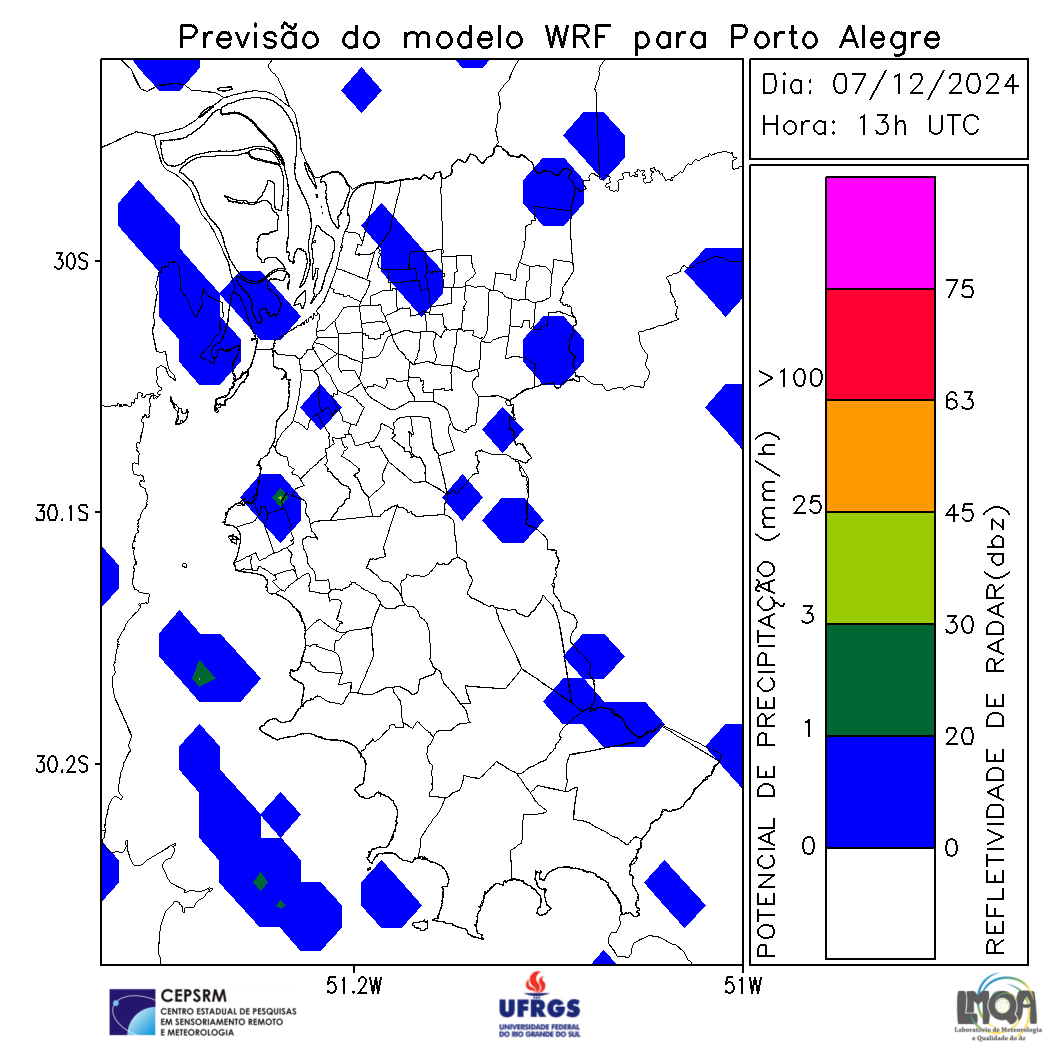 Previsão do modelo WRF para Porto Alegre
Dia: 07/12/2024
Hora: 13h UTC
30S
30.1S
30.2S
51.2W
51W
POTENCIAL DE PRECIPITAÇÃO (mm/h)
>100
25
3
1
0
75
63
45
30
20
0
REFLETIVIDADE DE RADAR(dbz)
CEPSRM
CENTRO ESTADUAL DE PESQUISAS
EM SENSORIAMENTO REMOTO
E METEOROLOGIA
UFRGS
UNIVERSIDADE FEDERAL
DO RIO GRANDE DO SUL
LMQA
Laboratório de Meteorologia
e Qualidade do Ar